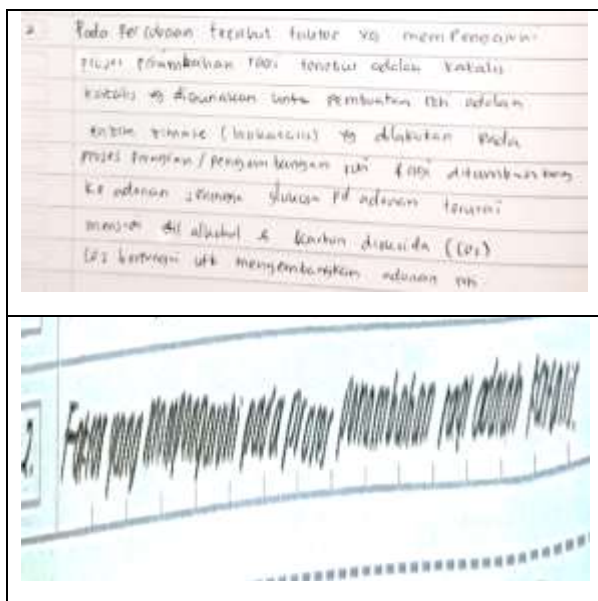 2 Pada Percobaan tersebut faktor yg mempengaruhi
proses penambahan ragi tersebut adalah katalis
katalis yg digunakan untuk pembuatan roti adalah
enzim zimase (biokatalis) yg dilakukan pada
proses peragian / pengembangan roti Ragi ditambahkan
ke adonan sehingga glukosa pd adonan terurai
menjadi alkohol & karbon dioksida (CO2)
CO2 berfungsi utk mengembangkan adonan roti
2. Faktor yang mempengaruhi pada proses penambahan ragi adalah katalis.